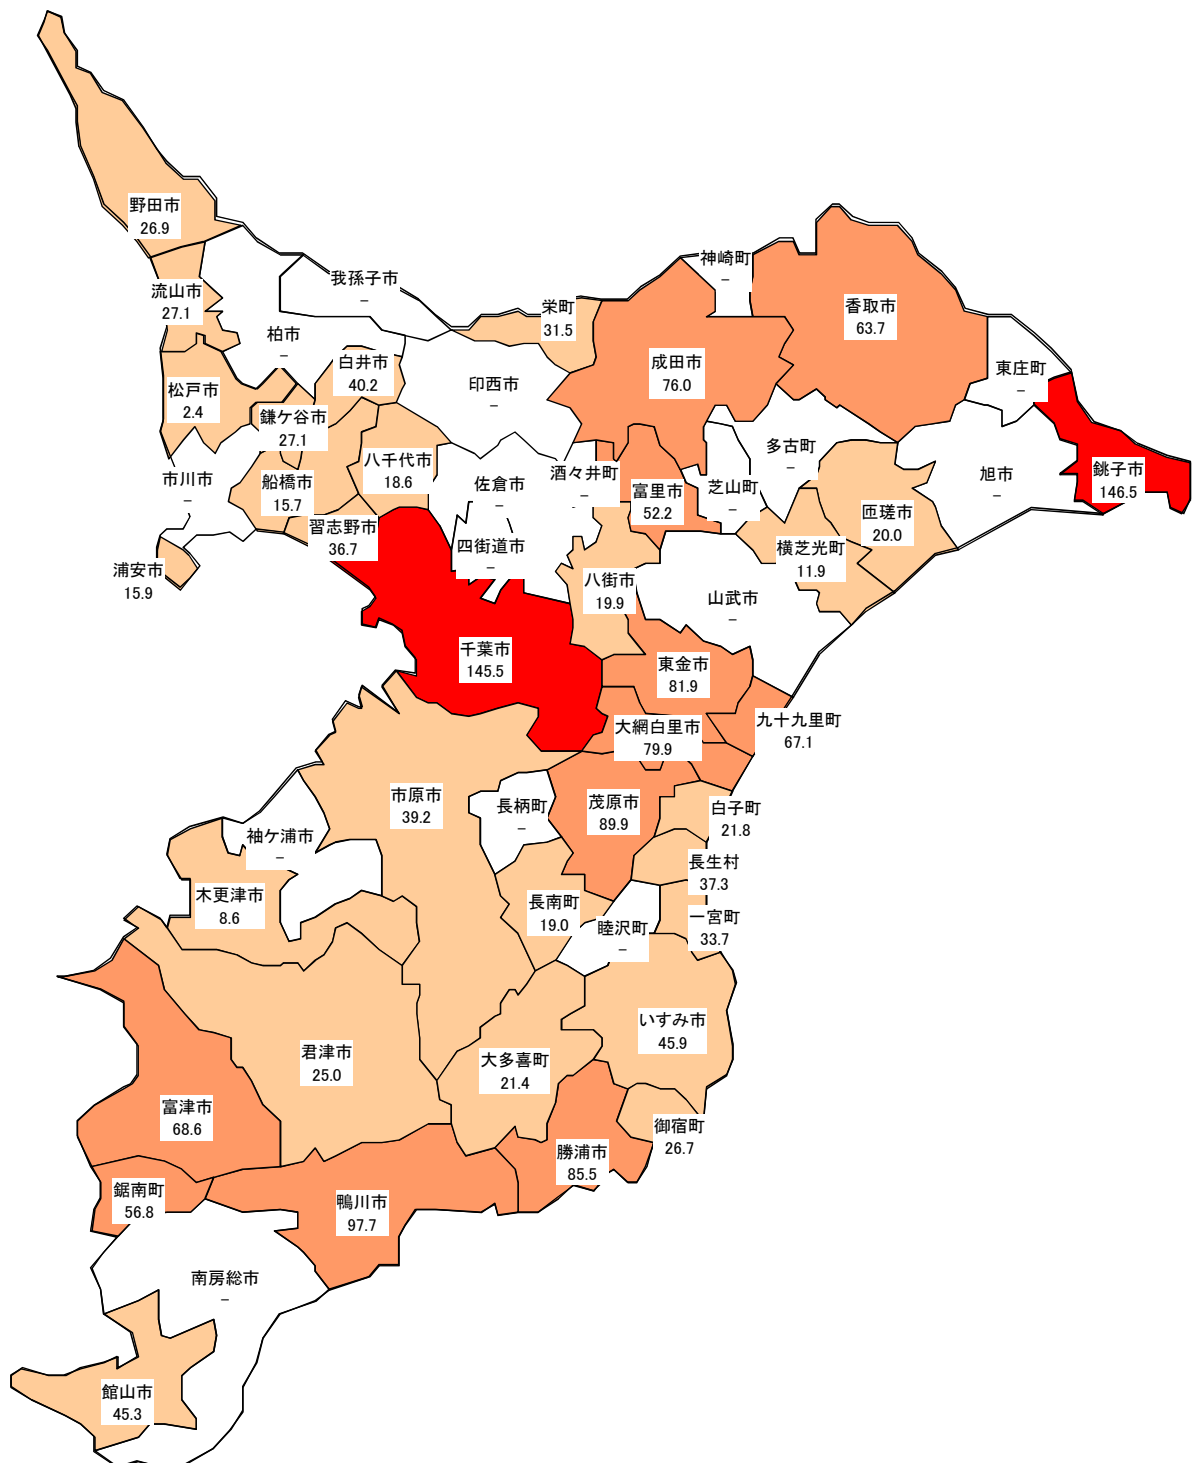 野田市
26.9
流山市
27.1
我孫子市
–
柏市
–
栄町
31.5
神崎町
–
香取市
63.7
成田市
76.0
東庄町
–
白井市
40.2
松戸市
2.4
印西市
–
鎌ケ谷市
27.1
八千代市
18.6
市川市
–
船橋市
15.7
習志野市
36.7
浦安市
15.9
佐倉市
–
酒々井町
–
四街道市
–
富里市
52.2
芝山町
–
多古町
–
旭市
–
銚子市
146.5
匝瑳市
20.0
横芝光町
11.9
八街市
19.9
山武市
–
千葉市
145.5
東金市
81.9
大網白里市
79.9
九十九里町
67.1
市原市
39.2
長柄町
–
茂原市
89.9
白子町
21.8
袖ケ浦市
–
長生村
37.3
木更津市
8.6
長南町
19.0
睦沢町
–
一宮町
33.7
いすみ市
45.9
君津市
25.0
大多喜町
21.4
富津市
68.6
御宿町
26.7
勝浦市
85.5
鋸南町
56.8
鴨川市
97.7
南房総市
–
館山市
45.3